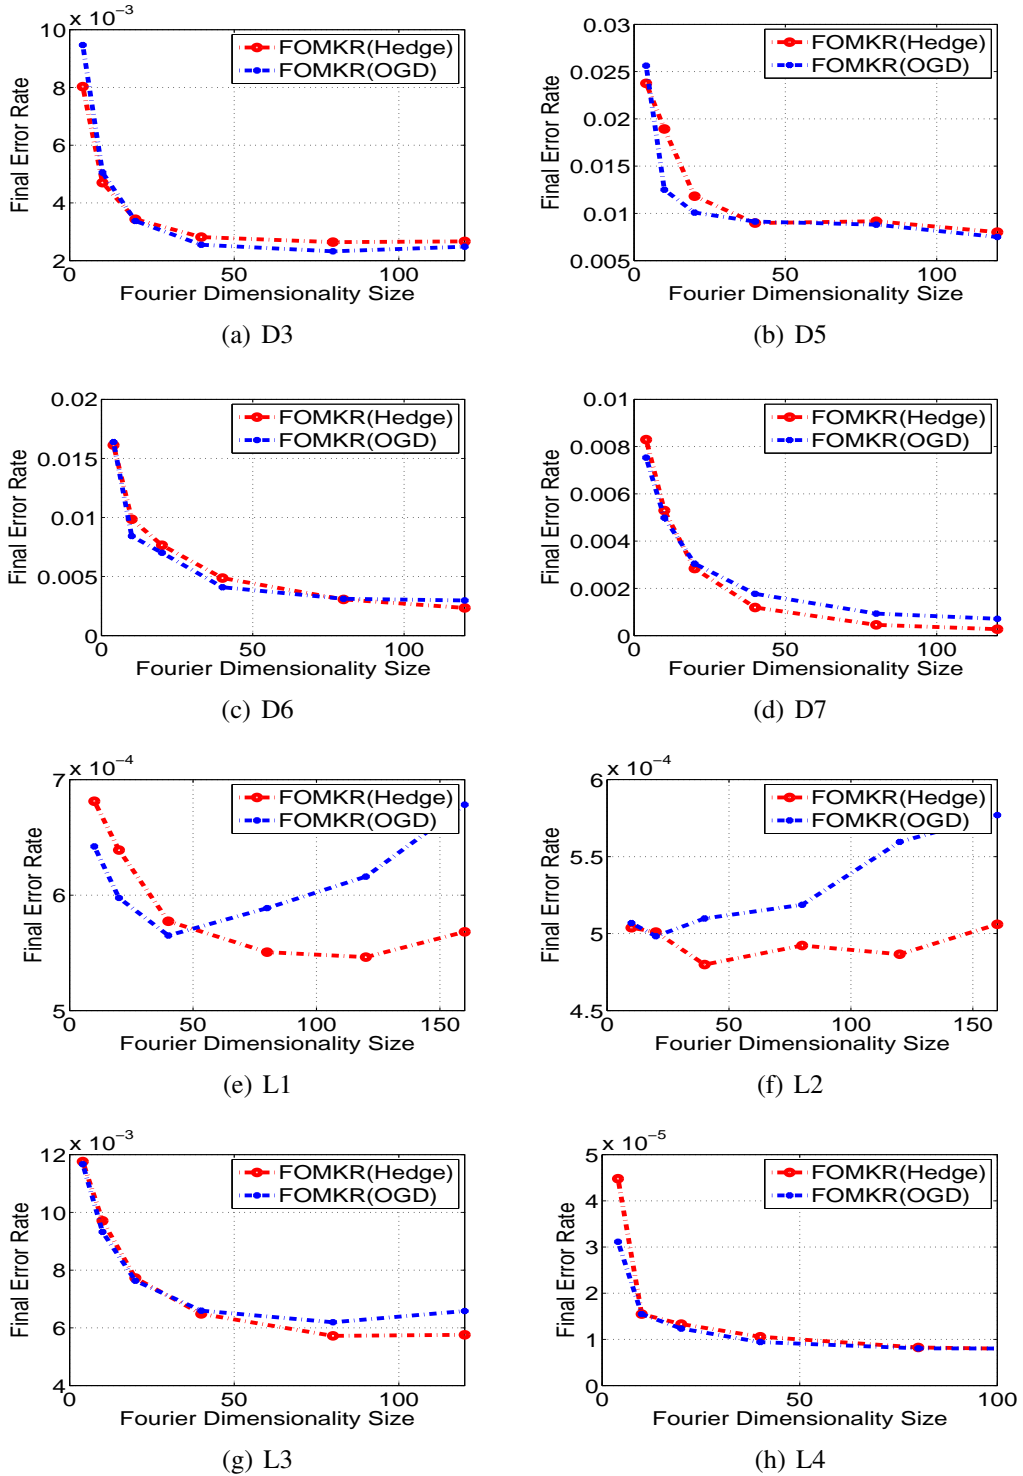 x 10⁻³
10
8
6
4
2
0
50
100
Final Error Rate
Fourier Dimensionality Size
FOMKR(Hedge)
FOMKR(OGD)
(a) D3
0.03
0.025
0.02
0.015
0.01
0.005
0
50
100
Final Error Rate
Fourier Dimensionality Size
FOMKR(Hedge)
FOMKR(OGD)
(b) D5
0.02
0.015
0.01
0.005
0
0
50
100
Final Error Rate
Fourier Dimensionality Size
FOMKR(Hedge)
FOMKR(OGD)
(c) D6
0.01
0.008
0.006
0.004
0.002
0
0
50
100
Final Error Rate
Fourier Dimensionality Size
FOMKR(Hedge)
FOMKR(OGD)
(d) D7
x 10⁻⁴
7
6
5
0
50
100
150
Final Error Rate
Fourier Dimensionality Size
FOMKR(Hedge)
FOMKR(OGD)
(e) L1
x 10⁻⁴
6
5.5
5
4.5
0
50
100
150
Final Error Rate
Fourier Dimensionality Size
FOMKR(Hedge)
FOMKR(OGD)
(f) L2
x 10⁻³
12
10
8
6
4
0
50
100
Final Error Rate
Fourier Dimensionality Size
FOMKR(Hedge)
FOMKR(OGD)
(g) L3
x 10⁻⁵
5
4
3
2
1
0
0
50
100
Final Error Rate
Fourier Dimensionality Size
FOMKR(Hedge)
FOMKR(OGD)
(h) L4